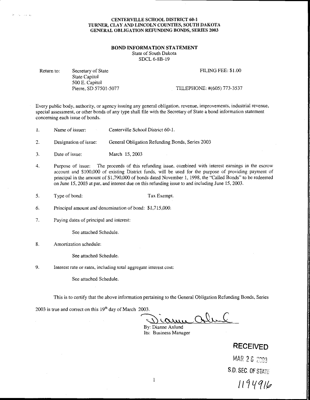 CENTERVILLE SCHOOL DISTRICT 60-1
TURNER, CLAY AND LINCOLN COUNTIES, SOUTH DAKOTA
GENERAL OBLIGATION REFUNDING BONDS, SERIES 2003
BOND INFORMATION STATEMENT
State of South Dakota
SDCL 6-8B-19
Return to: Secretary of State FILING FEE: $1.00
State Capitol
500 E. Capitol
Pierre, SD 57501-5077 TELEPHONE: #(605) 773-3537
Every public body, authority, or agency issuing any general obligation, revenue, improvement, industrial revenue,
special assessment, or other bonds of any type shall file with the Secretary of State a bond information statement
concerning each issue of bonds.
1. Name of issuer: Centerville School District 60-1.
2. Designation of issue: General Obligation Refunding Bonds, Series 2003
3. Date of issue: March 15, 2003
4. Purpose of issue: The proceeds of this refunding issue, combined with interest earnings in the escrow
account and $100,000 of existing District funds, will be used for the purpose of providing payment of
principal in the amount of $1,790,000 of bonds dated November 1, 1998, the "Called Bonds" to be redeemed
on June 15, 2003 at par, and interest due on this refunding issue to and including June 15, 2003.
5. Type of bond: Tax Exempt.
6. Principal amount and denomination of bond: $1,715,000.
7. Paying dates of principal and interest:
See attached Schedule.
8. Amortization schedule:
See attached Schedule.
9. Interest rate or rates, including total aggregate interest cost:
See attached Schedule.
This is to certify that the above information pertaining to the General Obligation Refunding Bonds, Series
2003 is true and correct on this 19th day of March 2003.
Dianne Aslund
By: Dianne Aslund
Its: Business Manager
RECEIVED
MAR 26 2003
S.D. SEC. OF STATE
1
1194916